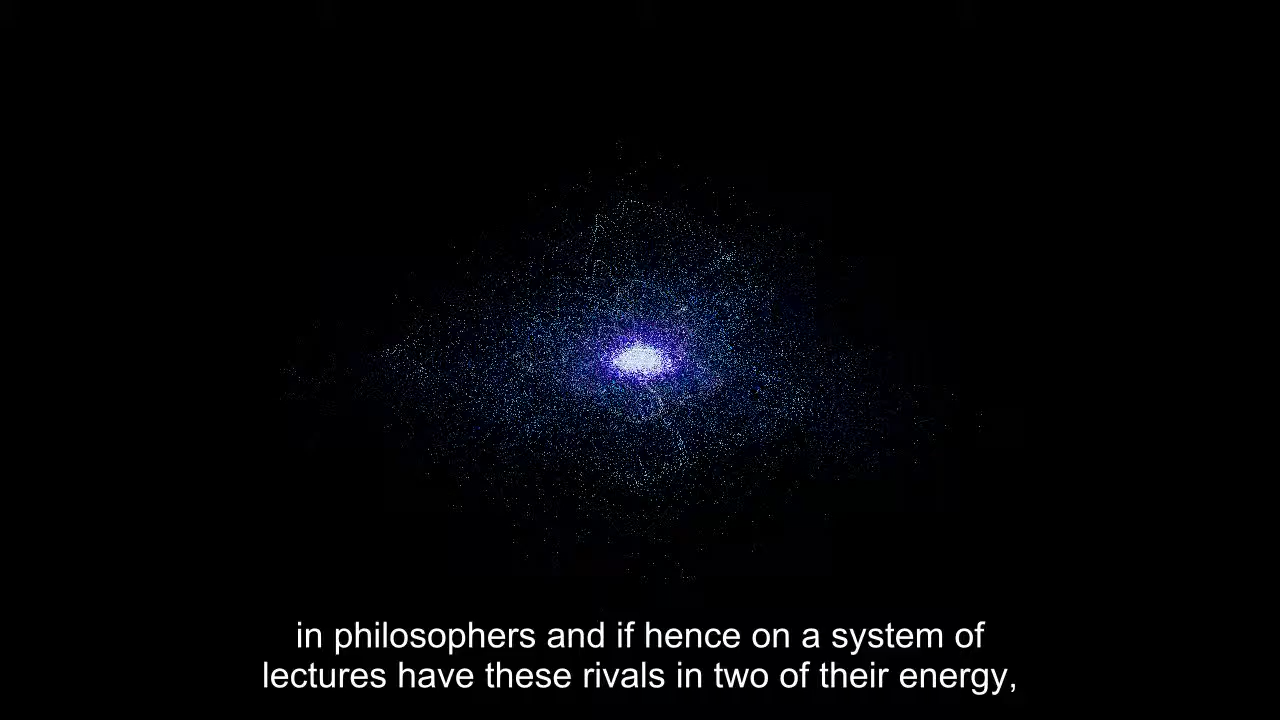 in philosophers and if hence on a system of
lectures have these rivals in two of their energy,